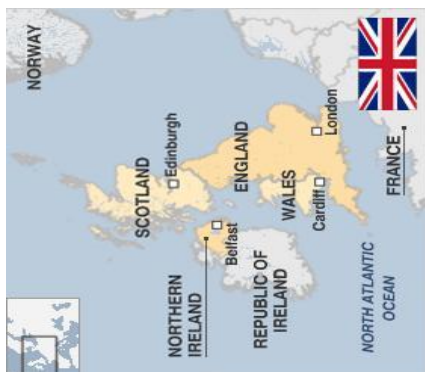 NORWAY
SCOTLAND
Edinburgh
NORTHERN
IRELAND
Belfast
REPUBLIC OF
IRELAND
ENGLAND
WALES
Cardiff
London
NORTH ATLANTIC
OCEAN
FRANCE